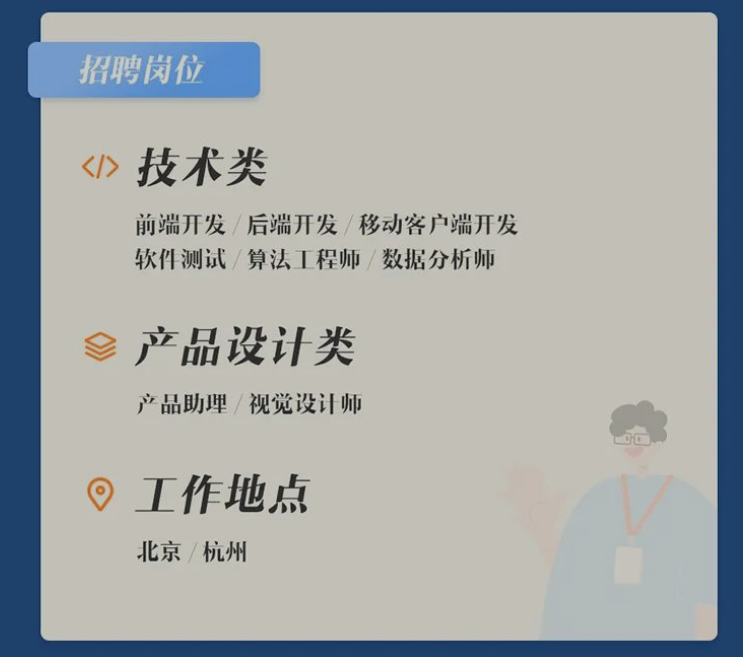 招聘岗位
技术类
前端开发 / 后端开发 / 移动客户端开发
软件测试 / 算法工程师 / 数据分析师
产品设计类
产品助理 / 视觉设计师
工作地点
北京 / 杭州